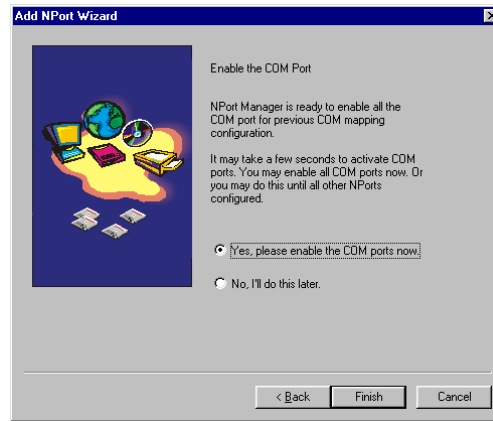 Add NPort Wizard
Enable the COM Port
NPort Manager is ready to enable all the
COM port for previous COM mapping
configuration.
It may take a few seconds to activate COM
ports. You may enable all COM ports now. Or
you may do this until all other NPorts
configured.
Yes, please enable the COM ports now.
No, I'll do this later.
< Back
Finish
Cancel